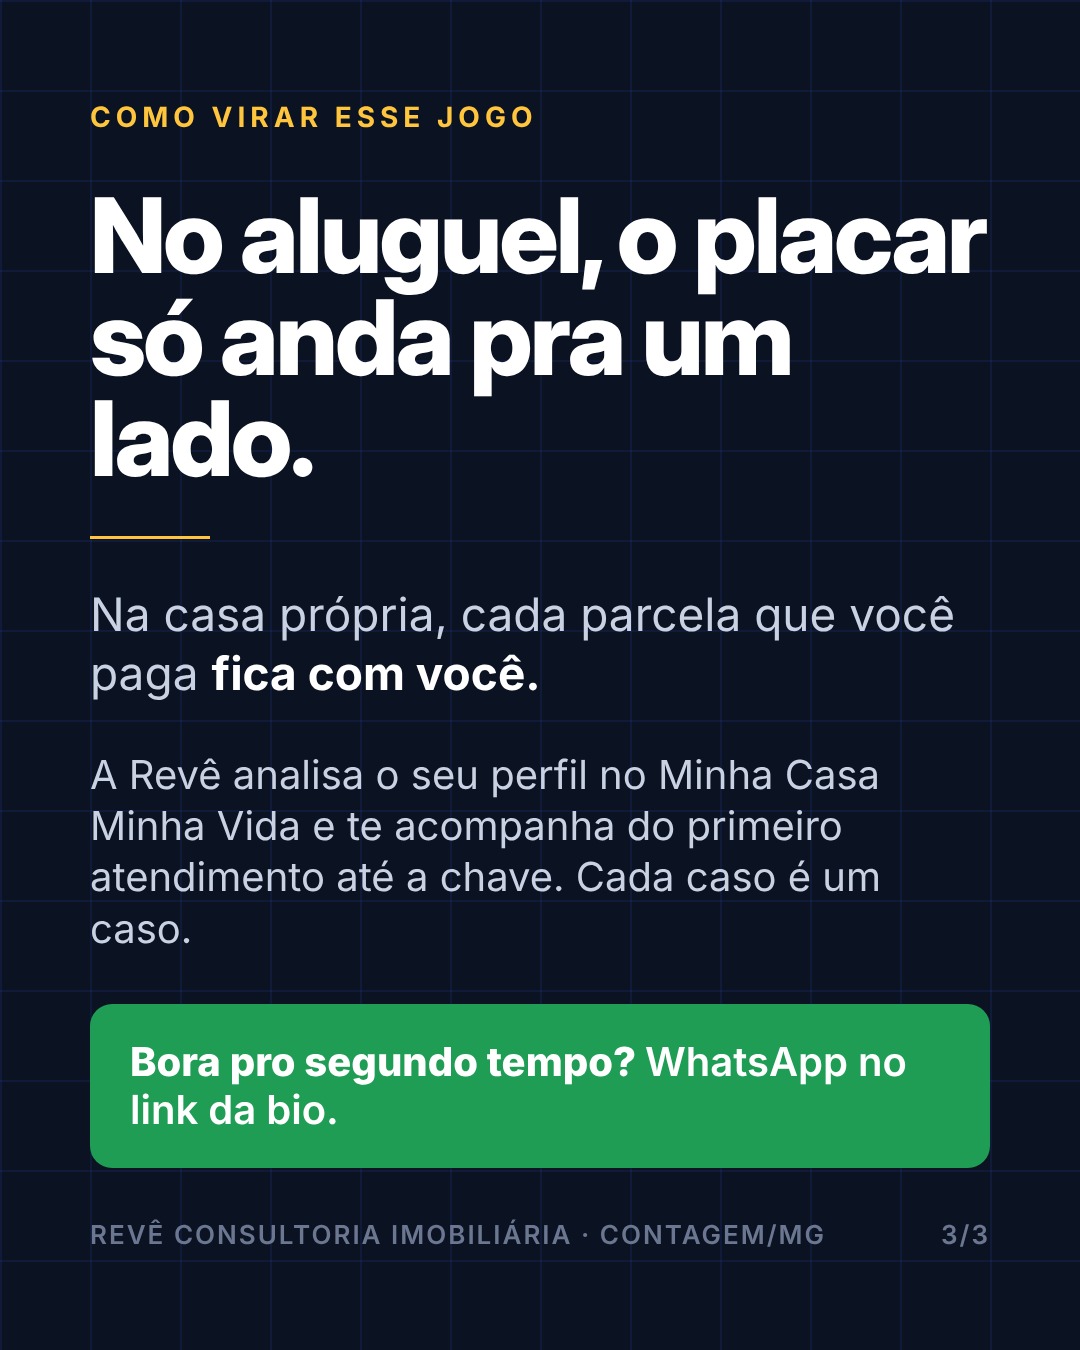 COMO VIRAR ESSE JOGO
No aluguel, o placar
só anda pra um
lado.
Na casa própria, cada parcela que você
paga fica com você.
A Revê analisa o seu perfil no Minha Casa
Minha Vida e te acompanha do primeiro
atendimento até a chave. Cada caso é um
caso.
Bora pro segundo tempo? WhatsApp no
link da bio.
REVÊ CONSULTORIA IMOBILIÁRIA · CONTAGEM/MG 3/3